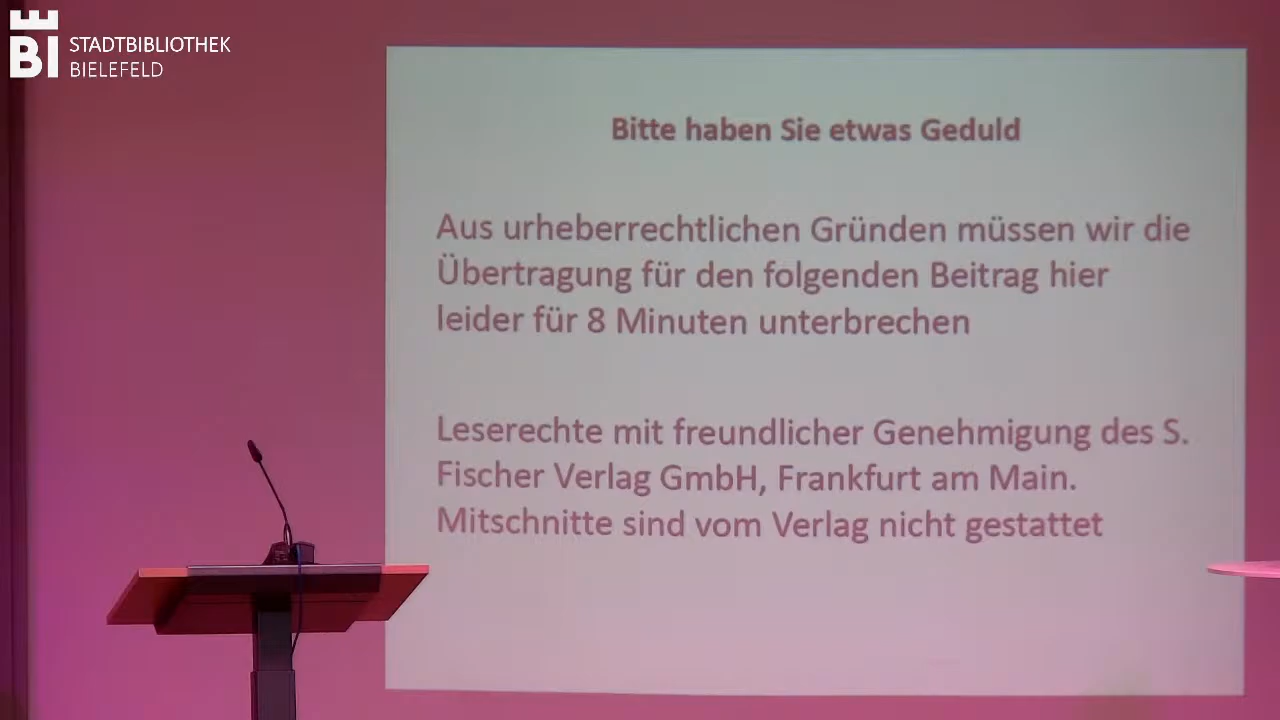 BI STADTBIBLIOTHEK
BIELEFELD
Bitte haben Sie etwas Geduld
Aus urheberrechtlichen Gründen müssen wir die
Übertragung für den folgenden Beitrag hier
leider für 8 Minuten unterbrechen
Leserechte mit freundlicher Genehmigung des S.
Fischer Verlag GmbH, Frankfurt am Main.
Mitschnitte sind vom Verlag nicht gestattet